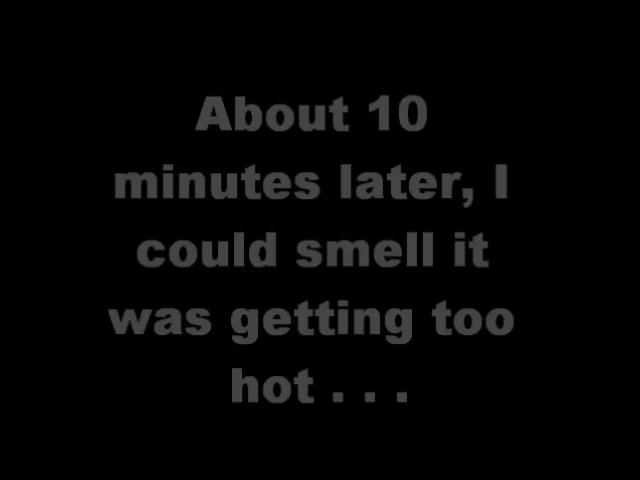 About 10
minutes later, I
could smell it
was getting too
hot . . .